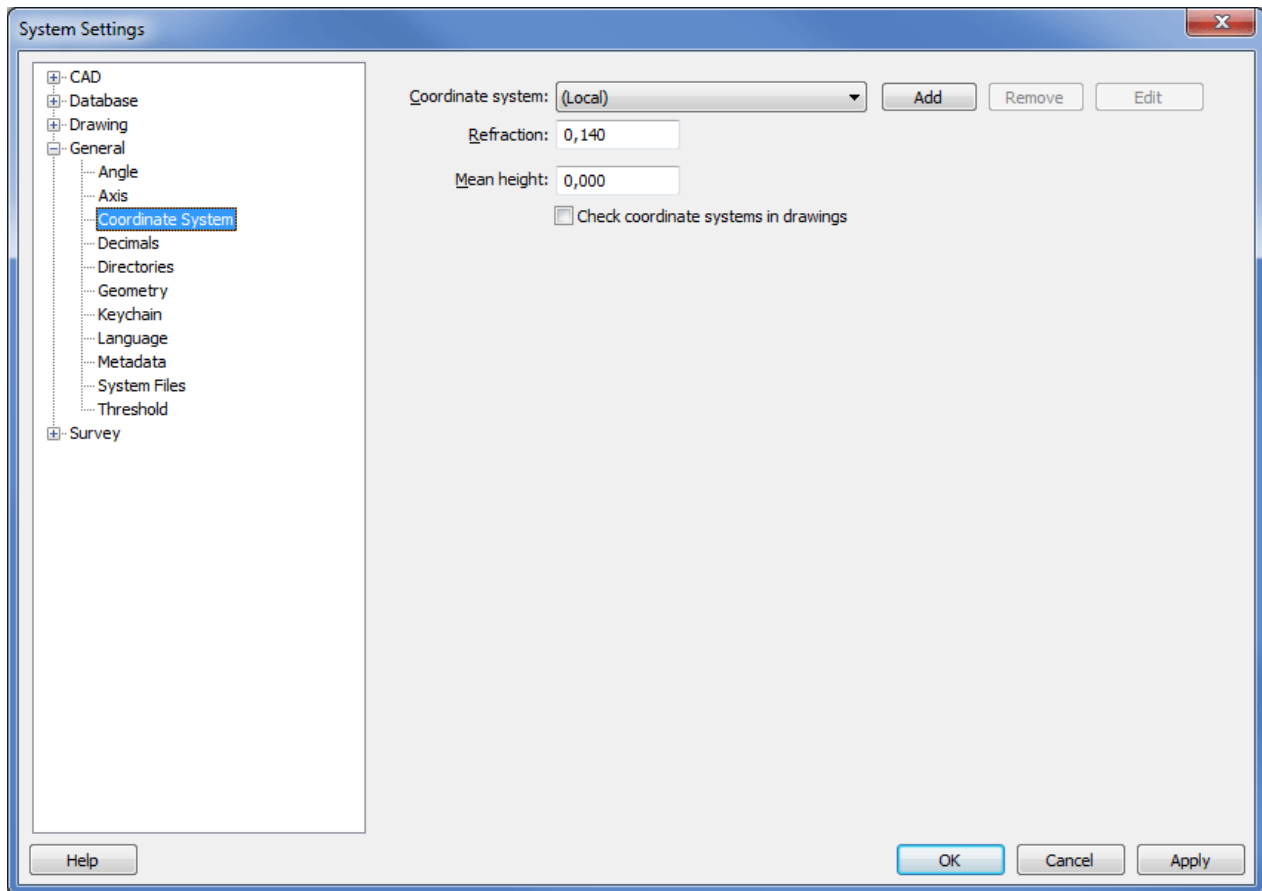 System Settings
CAD
Database
Drawing
General
Angle
Axis
Coordinate System
Decimals
Directories
Geometry
Keychain
Language
Metadata
System Files
Threshold
Survey
Coordinate system: (Local) Add Remove Edit
Refraction: 0,140
Mean height: 0,000
Check coordinate systems in drawings
Help OK Cancel Apply